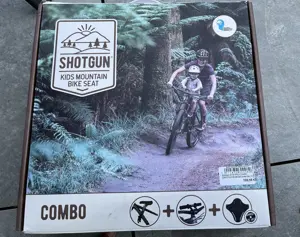 SHOTGUN
KIDS MOUNTAIN
BIKE SEAT
COMBO
+
+